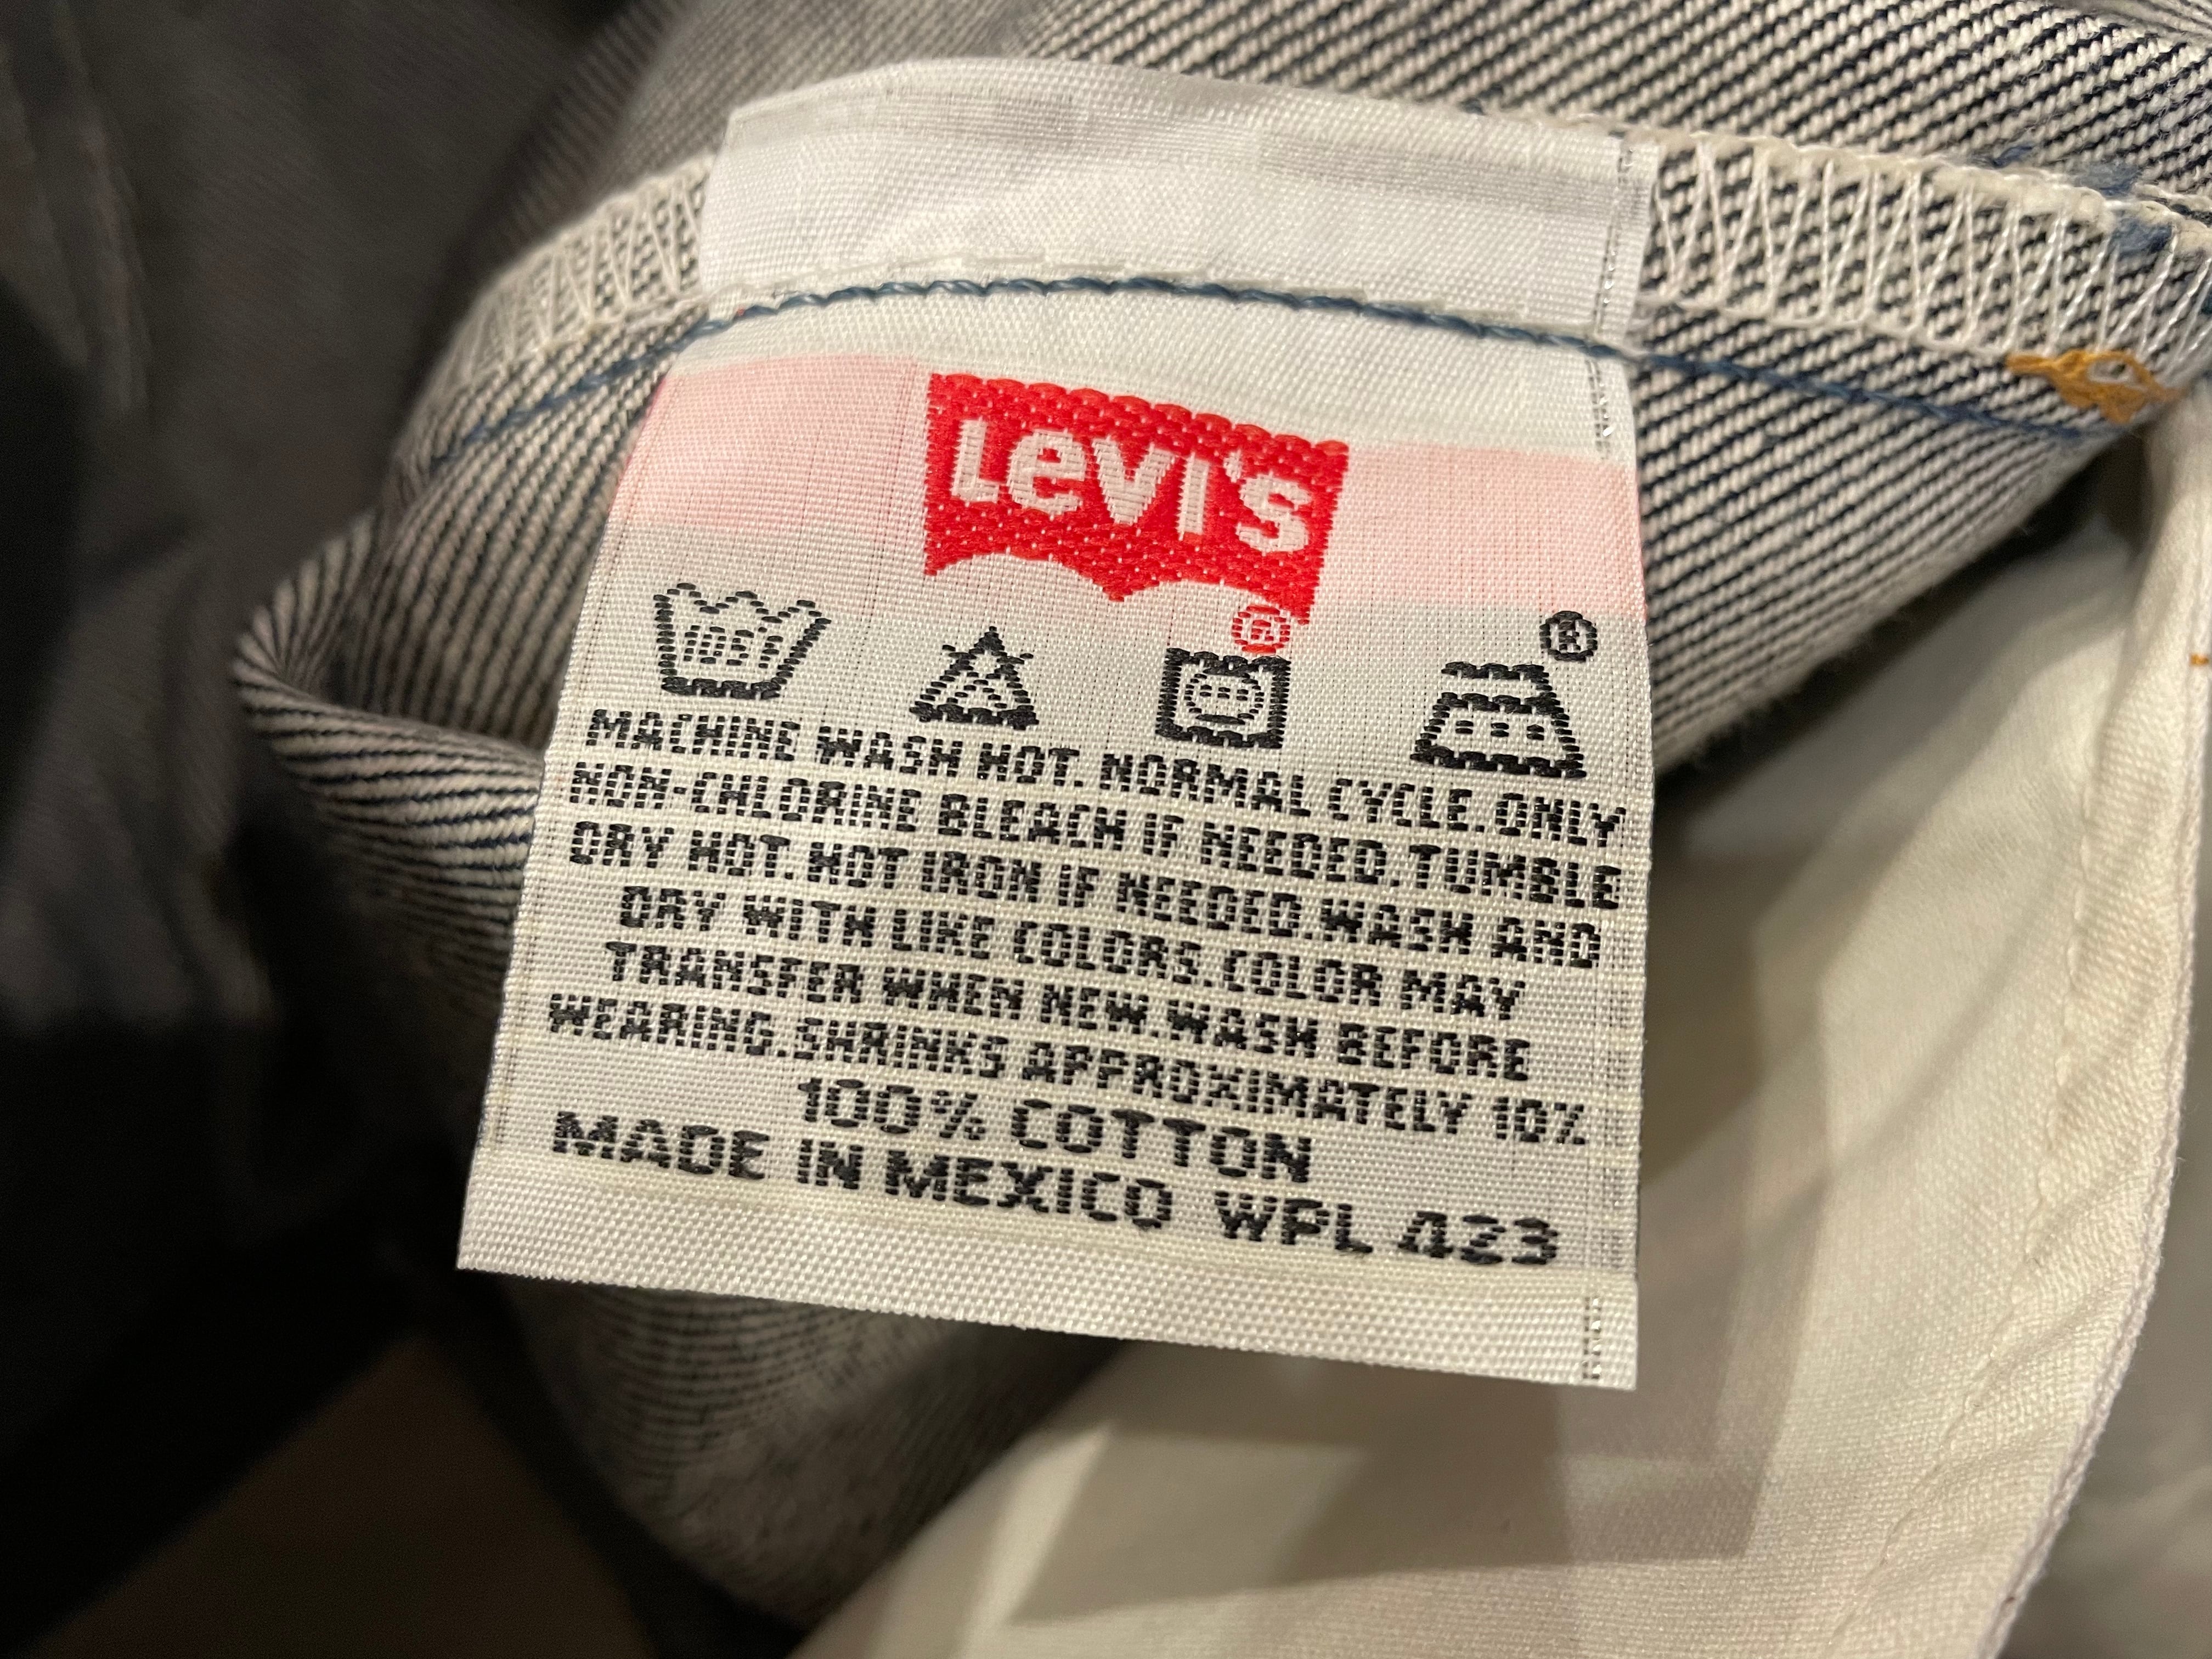 Levi's
®
®
105F
MACHINE WASH HOT. NORMAL CYCLE. ONLY
NON-CHLORINE BLEACH IF NEEDED. TUMBLE
DRY HOT. HOT IRON IF NEEDED. WASH AND
DRY WITH LIKE COLORS. COLOR MAY
TRANSFER WHEN NEW. WASH BEFORE
WEARING. SHRINKS APPROXIMATELY 10%
100% COTTON
MADE IN MEXICO WPL 423